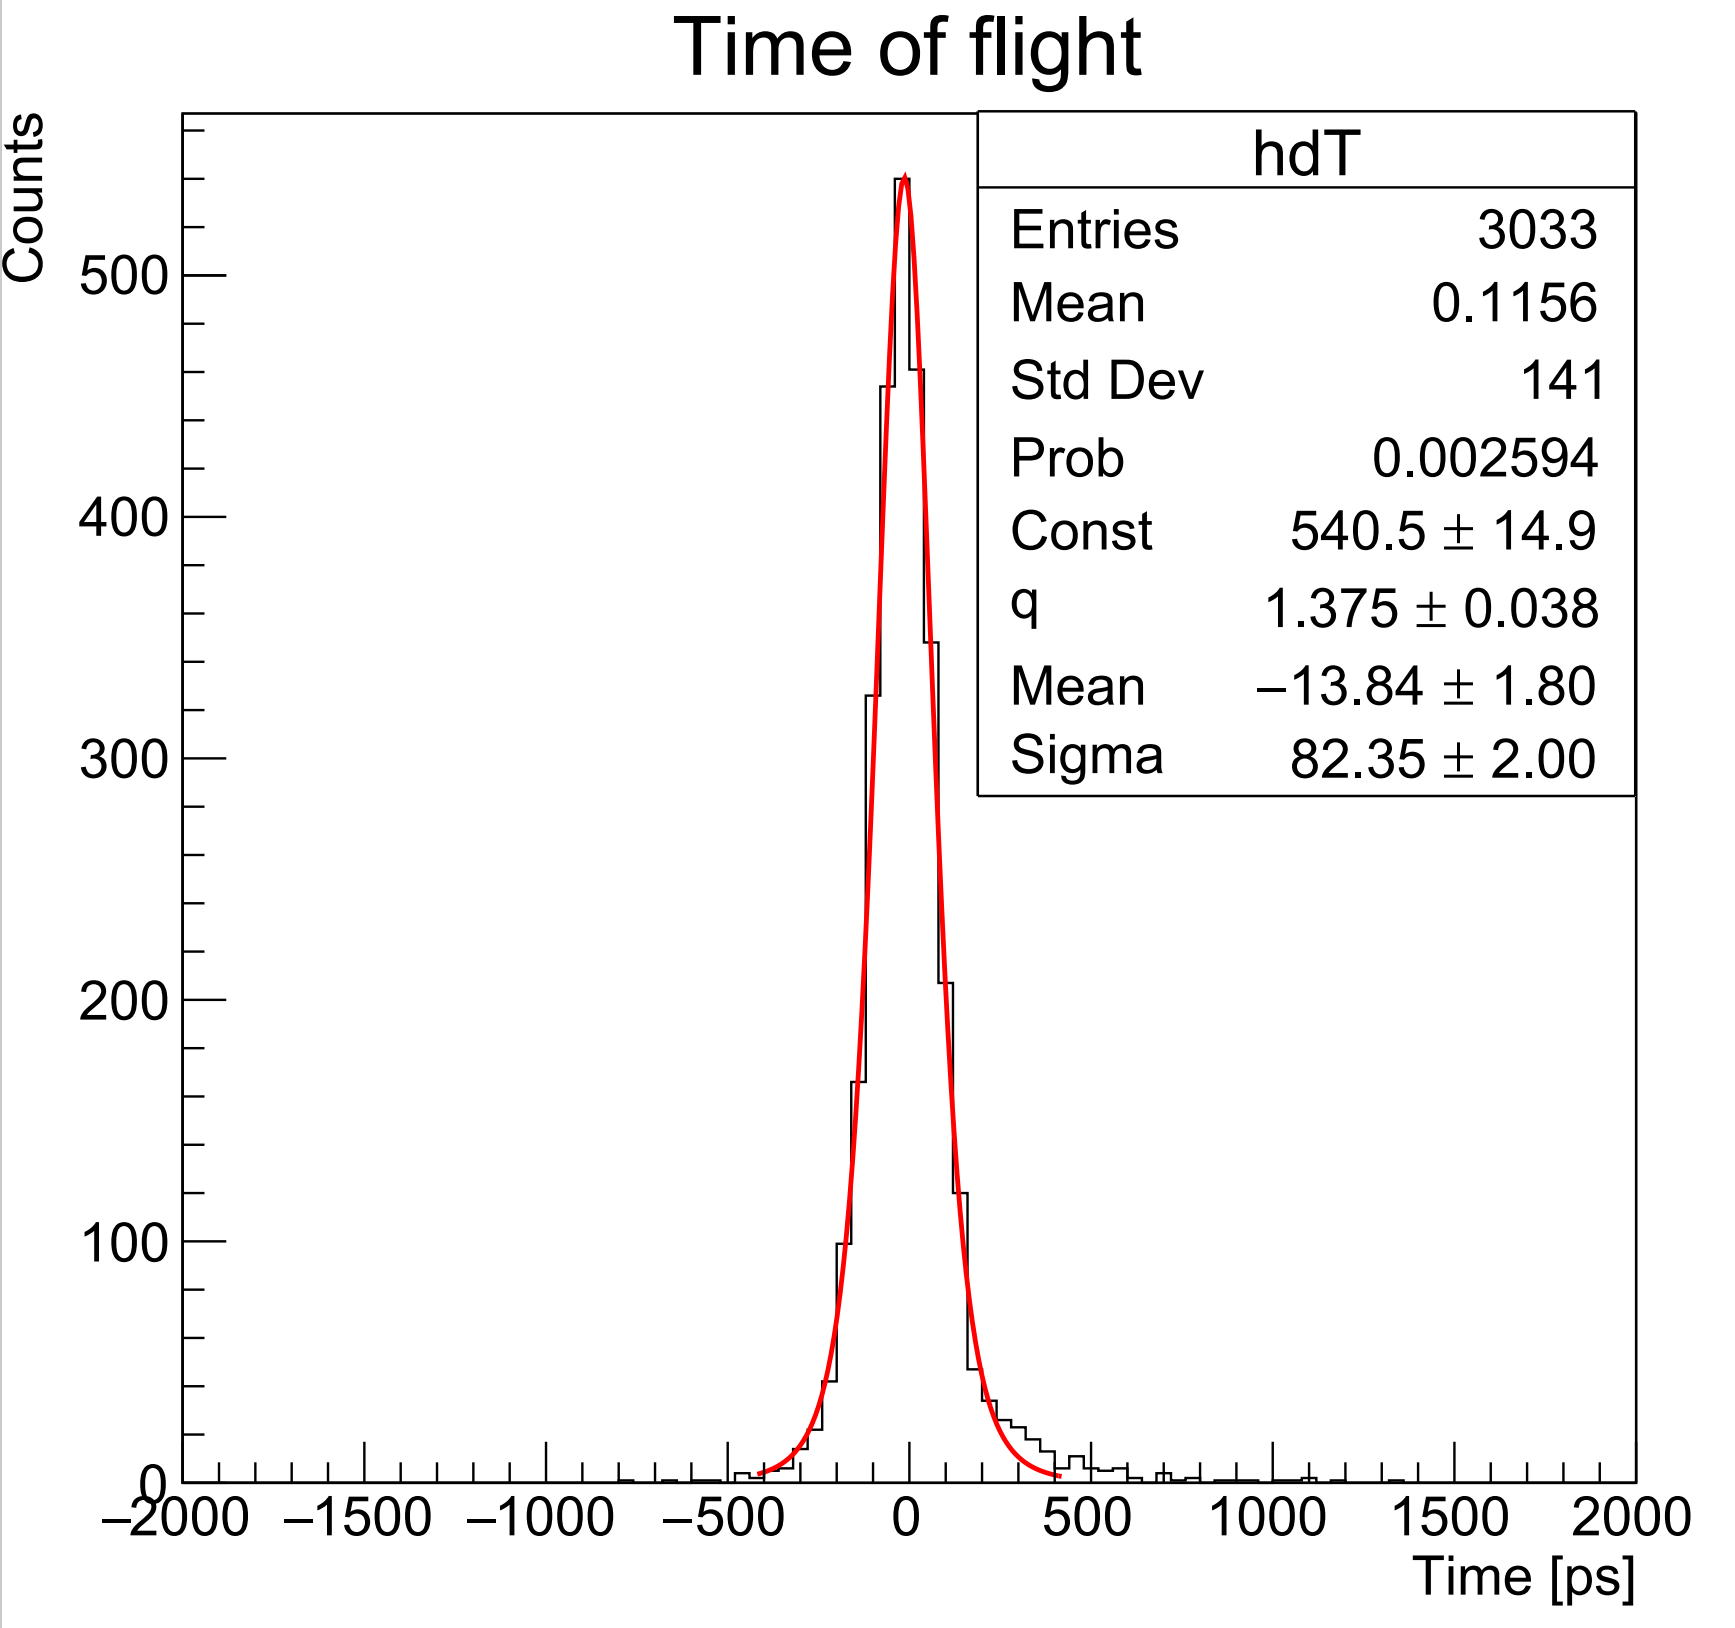 Time of flight
Counts
hdT
Entries 3033
Mean 0.1156
Std Dev 141
Prob 0.002594
Const 540.5 ± 14.9
q 1.375 ± 0.038
Mean −13.84 ± 1.80
Sigma 82.35 ± 2.00
500
400
300
200
100
0
−2000 −1500 −1000 −500 0 500 1000 1500 2000
Time [ps]